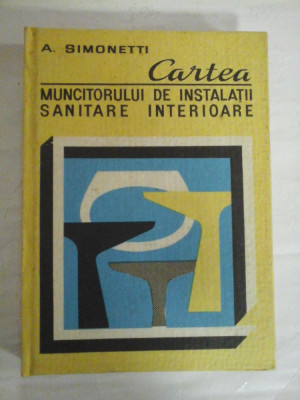 A. SIMONETTI
Cartea
MUNCITORULUI DE INSTALAȚII
SANITARE INTERIOARE